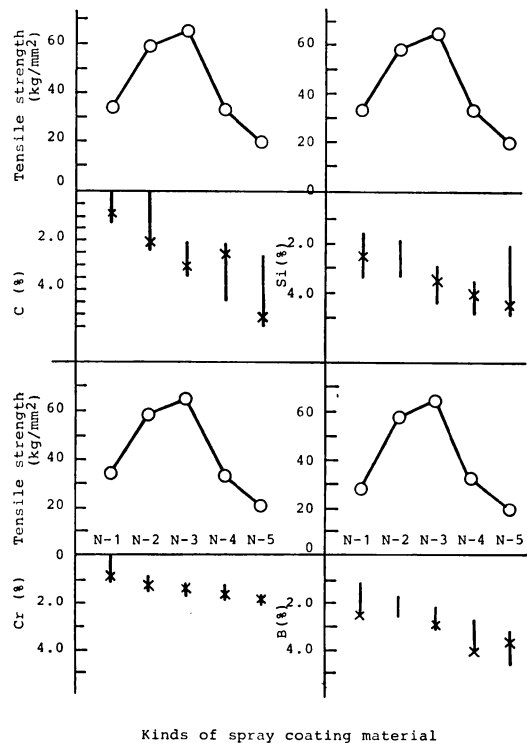 Tensile strength
(kg/mm2)
60
40
20
0
C (%)
2.0
4.0
60
40
20
0
Si(%)
2.0
4.0
Tensile strength
(kg/mm2)
60
40
20
N-1 N-2 N-3 N-4 N-5
0
Cr (%)
2.0
4.0
60
40
20
N-1 N-2 N-3 N-4 N-5
0
B(%)
2.0
4.0
Kinds of spray coating material